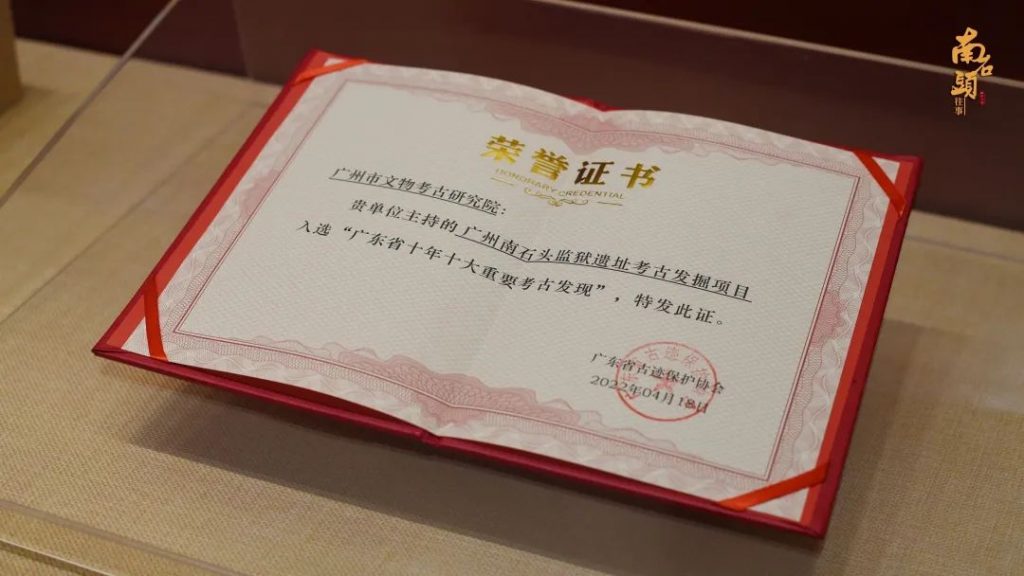 荣誉证书
HONORARY CREDENTIAL
广州市文物考古研究院：
贵单位主持的 广州南石头监狱遗址考古发掘项目
入选“广东省十年十大重要考古发现”，特发此证。
广东省古迹保护协会
2022年04月18日
南石頭
往事